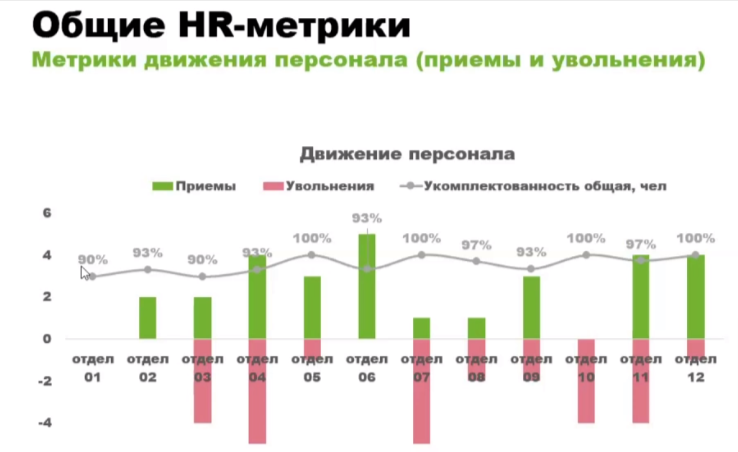 Общие HR-метрики
Метрики движения персонала (приемы и увольнения)
Движение персонала
Приемы Увольнения Укомплектованность общая, чел
6
93%
90% 93% 90% 93% 100% 100% 97% 93% 100% 97% 100%
4
2
0
отдел отдел отдел отдел отдел отдел отдел отдел отдел отдел отдел отдел
01 02 03 04 05 06 07 08 09 10 11 12
-2
-4